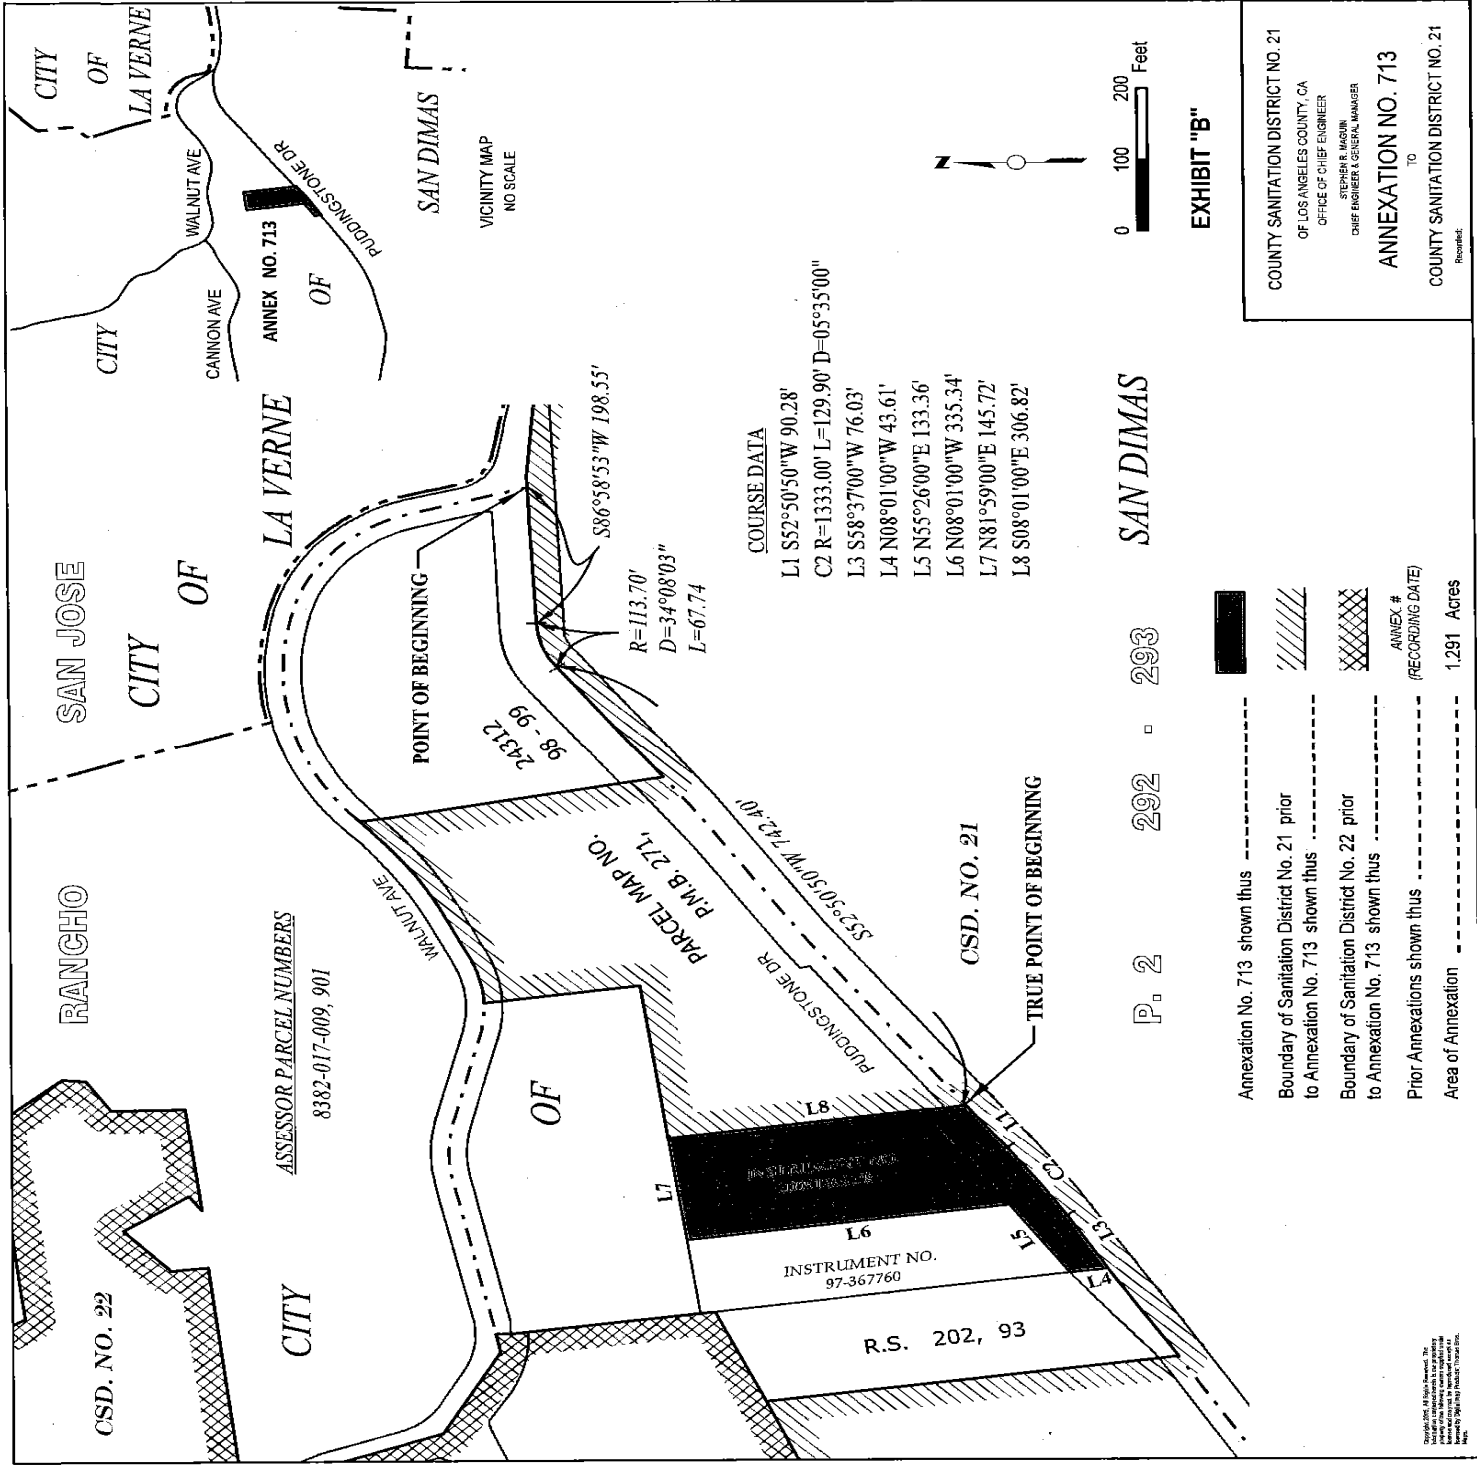 RANCHO
SAN JOSE
CITY
OF
LA VERNE
CITY
OF
LA VERNE
CITY
OF
SAN DIMAS
WALNUT AVE
CANNON AVE
PUDDINGSTONE DR
ANNEX NO. 713
VICINITY MAP
NO SCALE
CSD. NO. 22
ASSESSOR PARCEL NUMBERS
8382-017-009, 901
WALNUT AVE
POINT OF BEGINNING
S86°58'53"W 198.55'
R=113.70'
D=34°08'03"
L=67.74
PARCEL MAP NO.
24312
P.M.B. 271,
98 - 99
PUDDINGSTONE DR
S52°50'50"W 742.40'
CSD. NO. 21
TRUE POINT OF BEGINNING
CITY
OF
SAN DIMAS
L7
L8
L6
L5
L4
L1
C2
L3
INSTRUMENT NO.
97-367760
R.S. 202, 93
COURSE DATA
L1 S52°50'50"W 90.28'
C2 R=1333.00' L=129.90' D=05°35'00"
L3 S58°37'00"W 76.03'
L4 N08°01'00"W 43.61'
L5 N55°26'00"E 133.36'
L6 N08°01'00"W 335.34'
L7 N81°59'00"E 145.72'
L8 S08°01'00"E 306.82'
N
0 100 200 Feet
EXHIBIT "B"
P. 2 292 - 293
Annexation No. 713 shown thus
Boundary of Sanitation District No. 21 prior
to Annexation No. 713 shown thus
Boundary of Sanitation District No. 22 prior
to Annexation No. 713 shown thus
Prior Annexations shown thus
ANNEX. #
(RECORDING DATE)
Area of Annexation 1.291 Acres
COUNTY SANITATION DISTRICT NO. 21
OF LOS ANGELES COUNTY, CA
OFFICE OF CHIEF ENGINEER
STEPHEN R. MAGUIN
CHIEF ENGINEER & GENERAL MANAGER
ANNEXATION NO. 713
TO
COUNTY SANITATION DISTRICT NO. 21
Recorded: